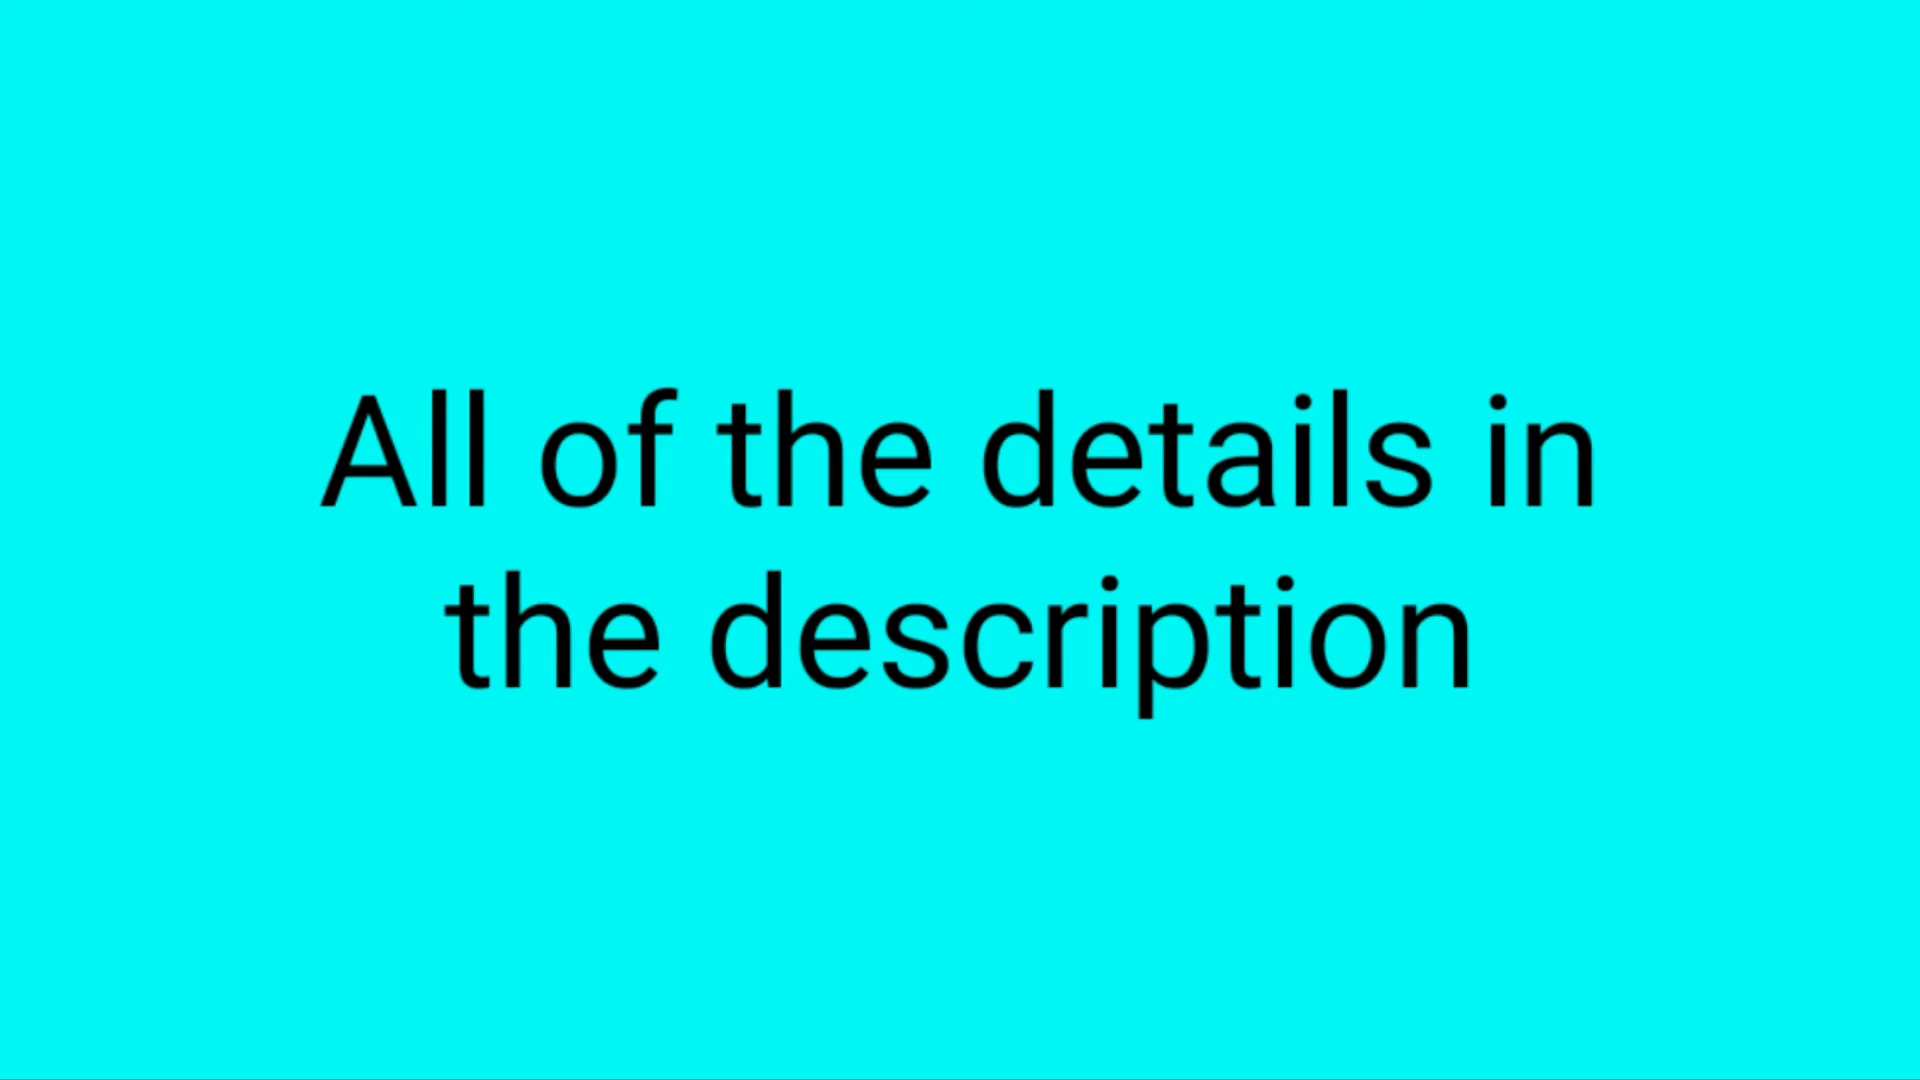 All of the details in
the description